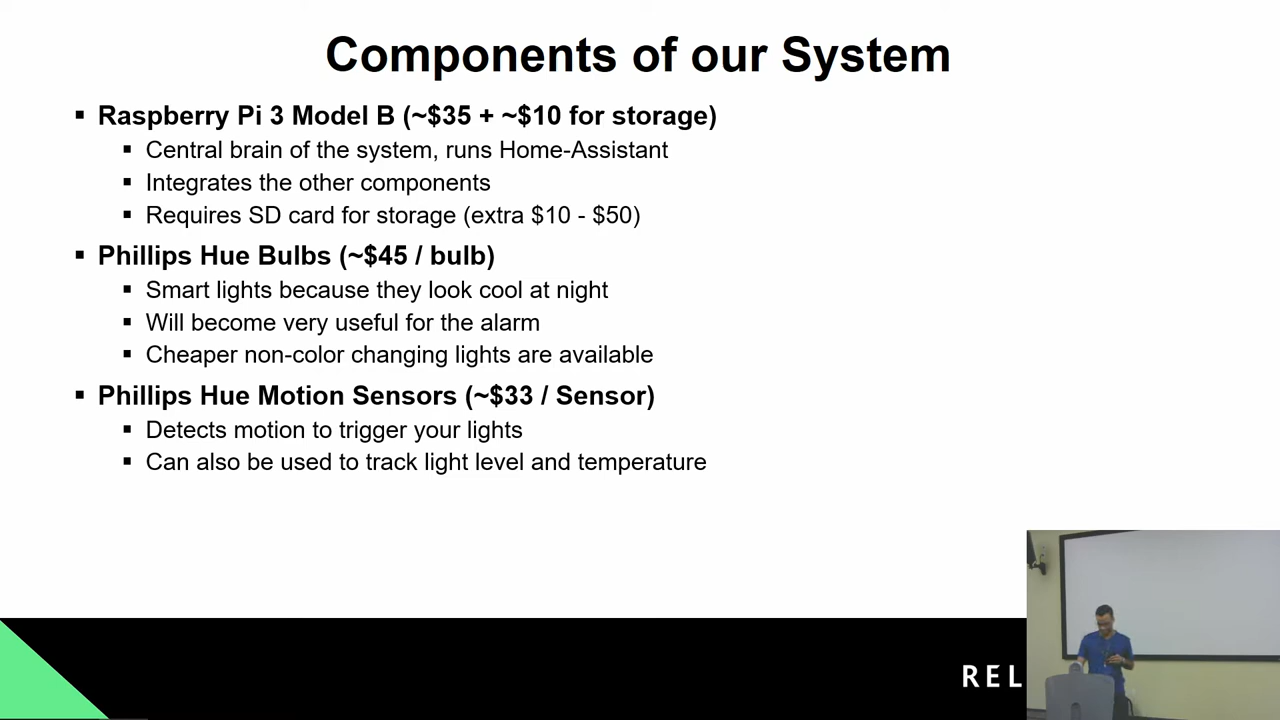 Components of our System
▪ Raspberry Pi 3 Model B (~$35 + ~$10 for storage)
▪ Central brain of the system, runs Home-Assistant
▪ Integrates the other components
▪ Requires SD card for storage (extra $10 - $50)
▪ Phillips Hue Bulbs (~$45 / bulb)
▪ Smart lights because they look cool at night
▪ Will become very useful for the alarm
▪ Cheaper non-color changing lights are available
▪ Phillips Hue Motion Sensors (~$33 / Sensor)
▪ Detects motion to trigger your lights
▪ Can also be used to track light level and temperature
REL